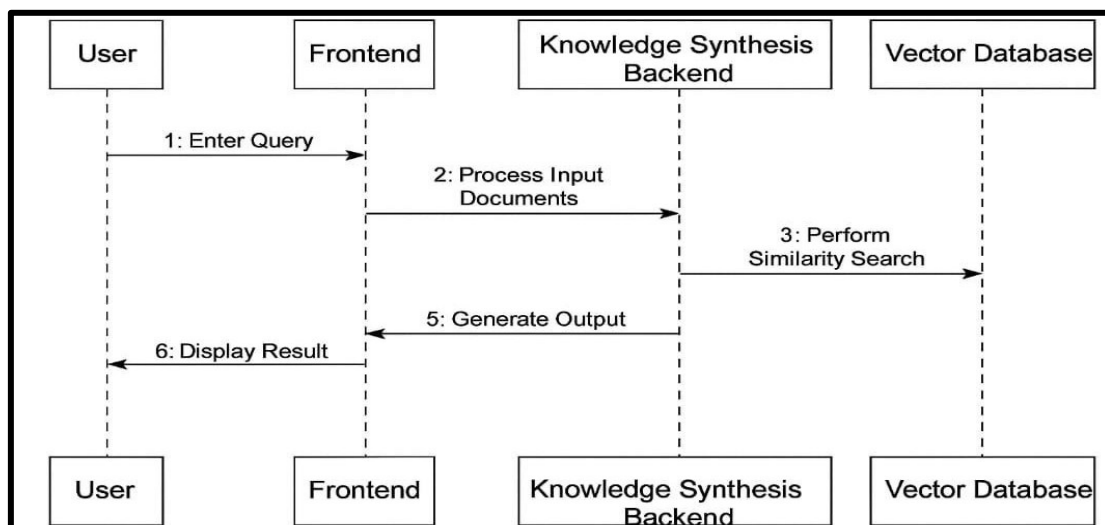 User
Frontend
Knowledge Synthesis
Backend
Vector Database
1: Enter Query
2: Process Input
Documents
3: Perform
Similarity Search
5: Generate Output
6: Display Result
User
Frontend
Knowledge Synthesis
Backend
Vector Database